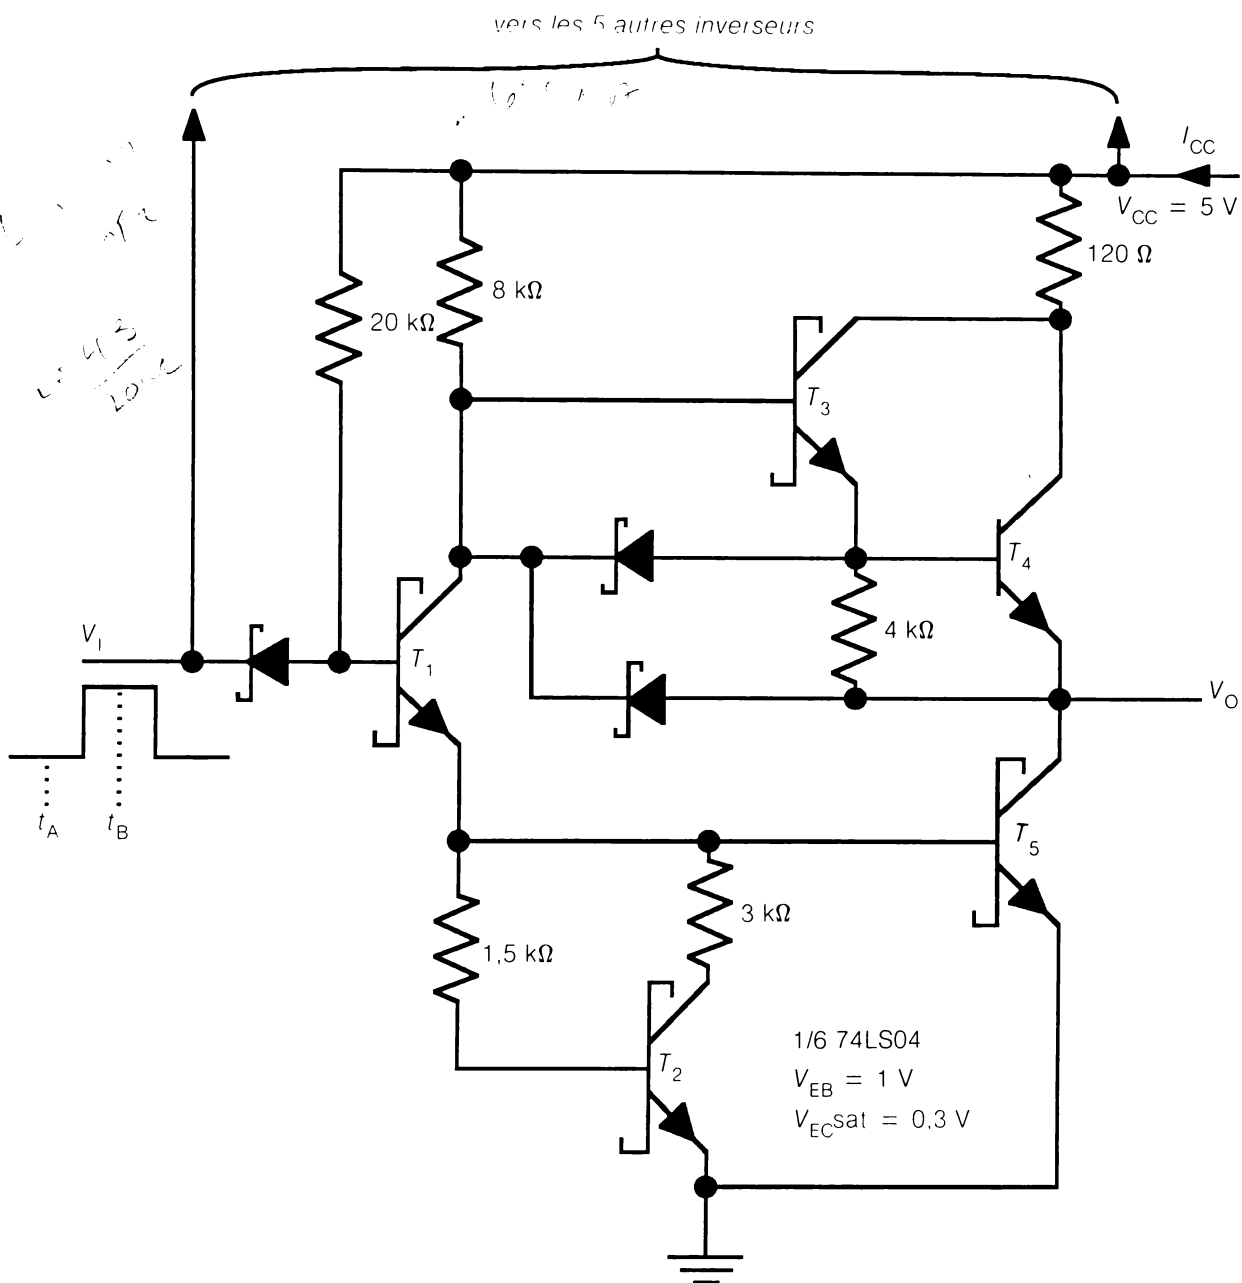 vers les 5 autres inverseurs
I_CC
V_CC = 5 V
120 Ω
8 kΩ
20 kΩ
T_3
T_4
V_I
T_1
4 kΩ
V_O
t_A
t_B
T_5
3 kΩ
1,5 kΩ
T_2
1/6 74LS04
V_EB = 1 V
V_EC sat = 0,3 V